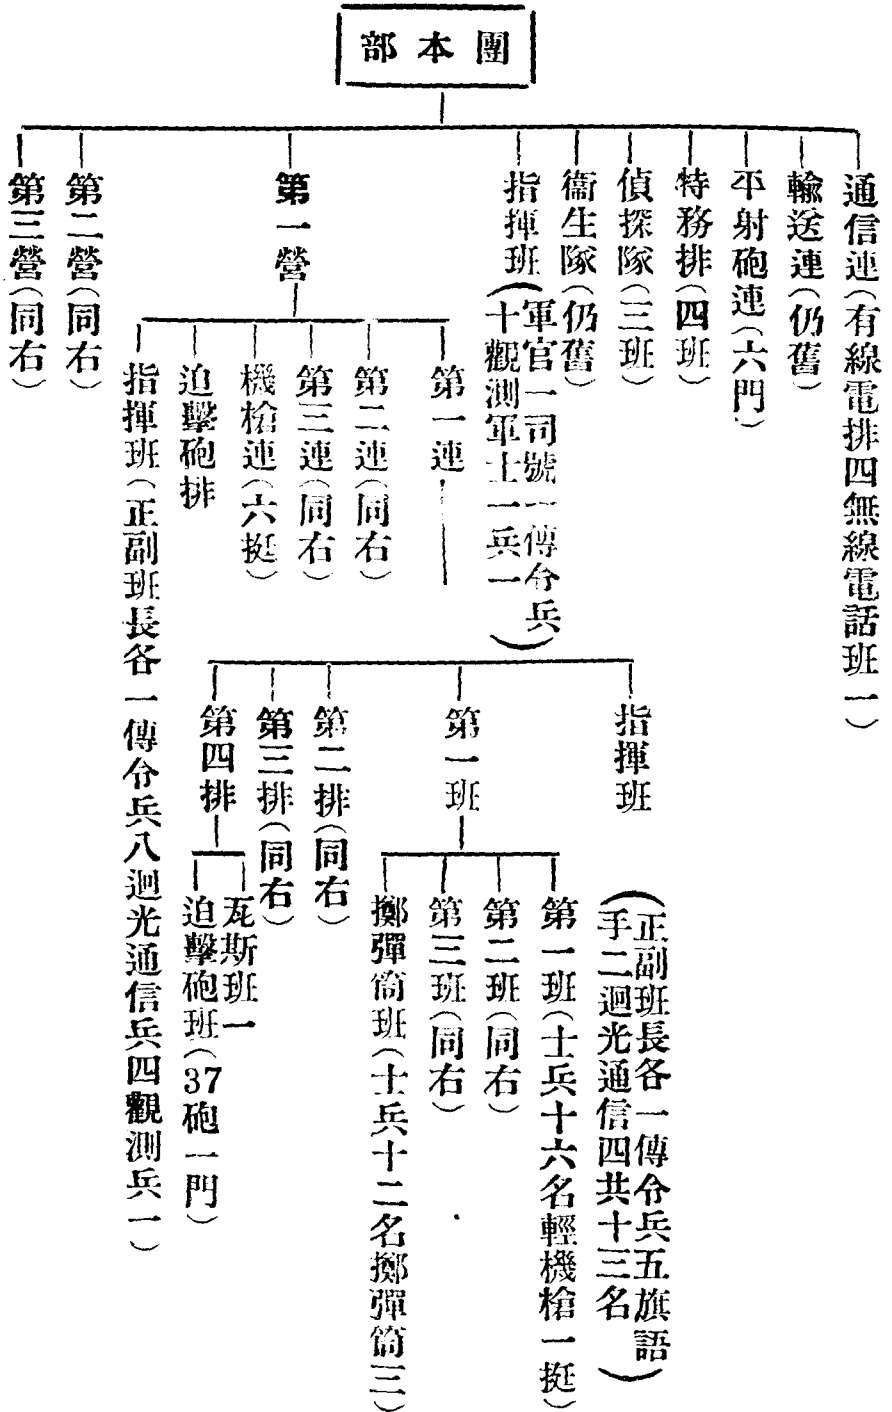 團本部
通信連(有線電排四無線電話班一)
輸送連(仍舊)
平射砲連(六門)
特務排(四班)
偵探隊(三班)
衞生隊(仍舊)
指揮班(軍官一司號一傳令兵
十觀測軍士一兵一)
第一營
第二營(同右)
第三營(同右)
第一連
第二連(同右)
第三連(同右)
機槍連(六挺)
迫擊砲排
指揮班(正副班長各一傳令兵八迴光通信兵四觀測兵一)
指揮班
(正副班長各一傳令兵五旗語
手二迴光通信四共十三名)
第一班
第二排(同右)
第三排(同右)
第四排
第一班(士兵十六名輕機槍一挺)
第二班(同右)
第三班(同右)
擲彈筒班(士兵十二名擲彈筒三)
瓦斯班一
迫擊砲班(37砲一門)